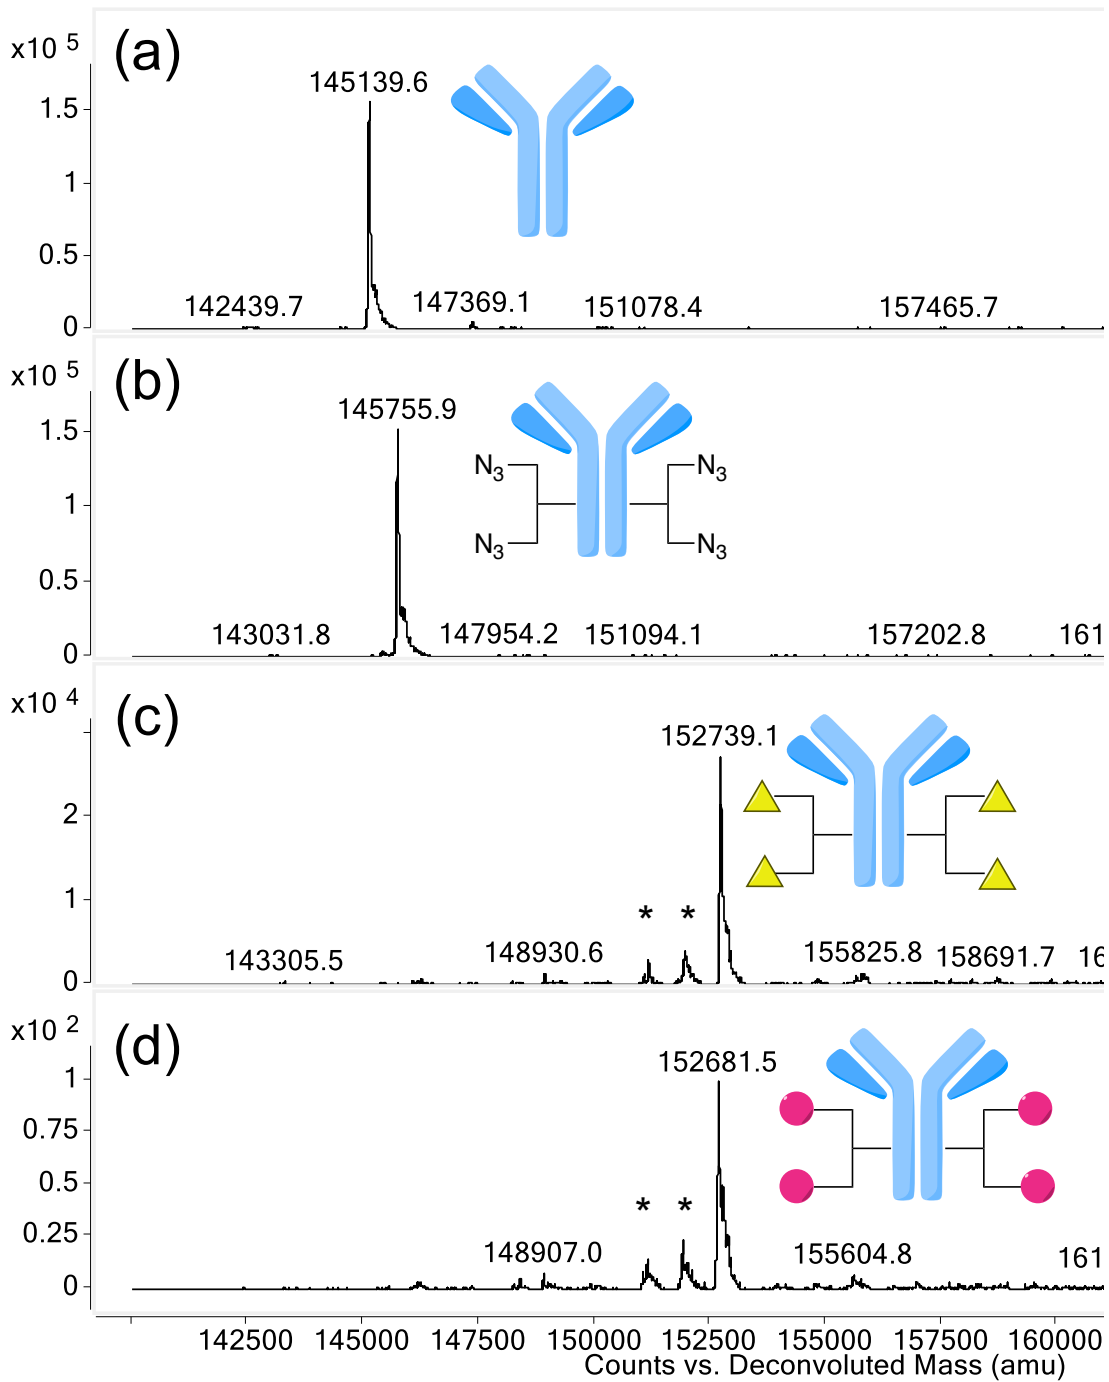 x10 5
(a)
145139.6
1.5
1
0.5
0
142439.7 147369.1 151078.4 157465.7
x10 5
(b)
145755.9
1.5
1
0.5
0
N3 N3
N3 N3
143031.8 147954.2 151094.1 157202.8 161
x10 4
(c)
152739.1
2
1
0
* *
143305.5 148930.6 155825.8 158691.7 16
x10 2
(d)
152681.5
1
0.75
0.5
0.25
0
* *
148907.0 155604.8 161
142500 145000 147500 150000 152500 155000 157500 160000
Counts vs. Deconvoluted Mass (amu)